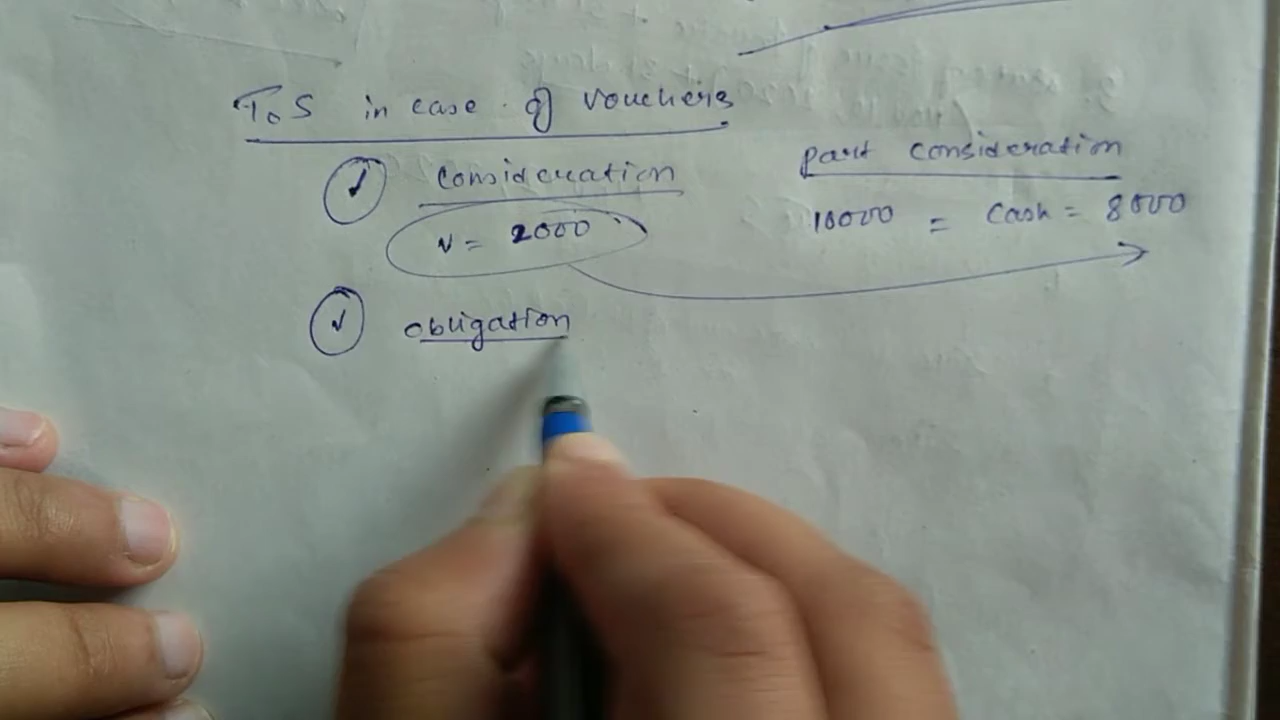 ToS in case of vouchers
consideration
v = 2000
obligation
part consideration
10000 = cash = 8000